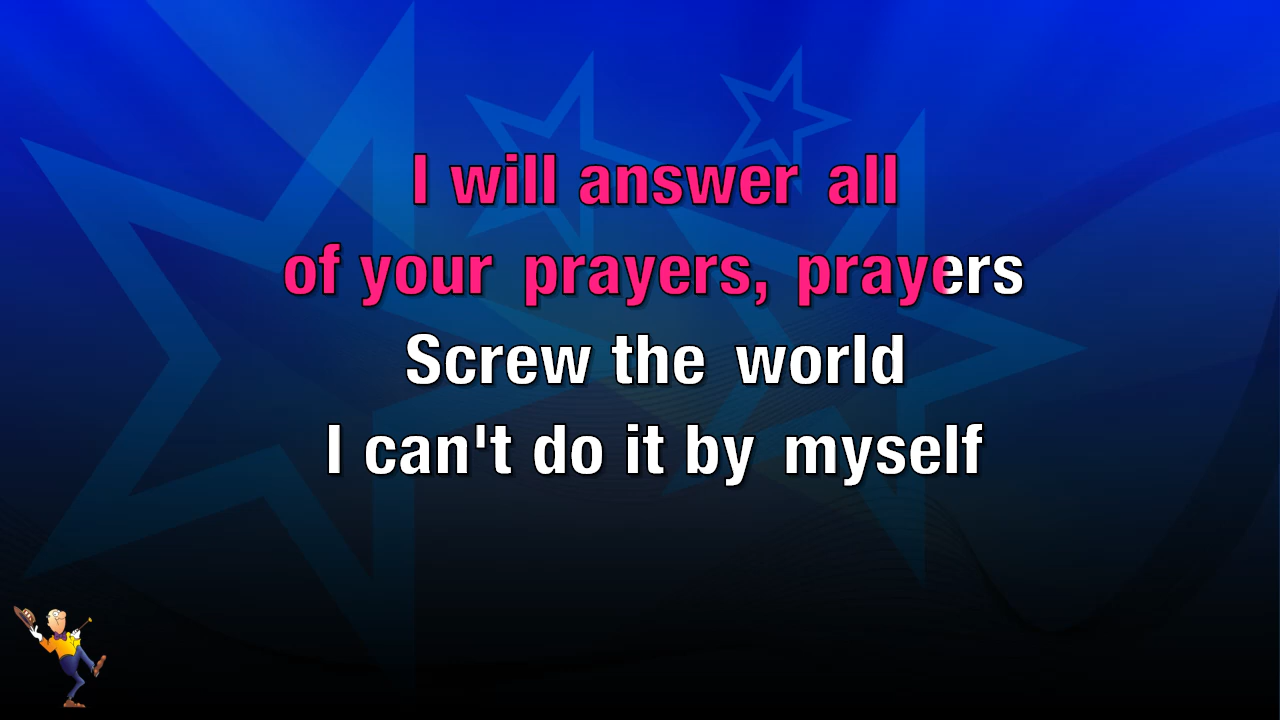 I will answer all
of your prayers, prayers
Screw the world
I can't do it by myself